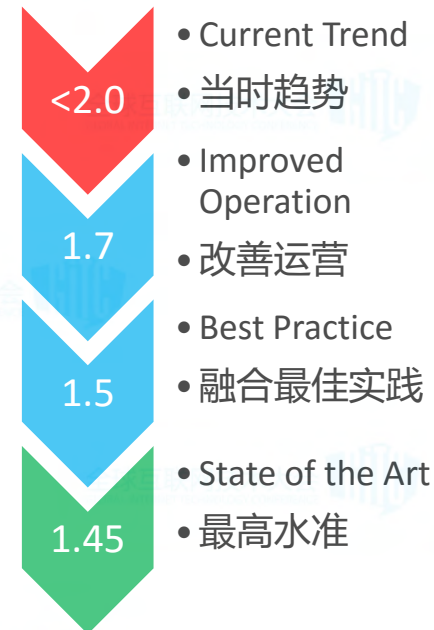 <2.0
• Current Trend
• 当时趋势
1.7
• Improved
Operation
• 改善运营
1.5
• Best Practice
• 融合最佳实践
1.45
• State of the Art
• 最高水准